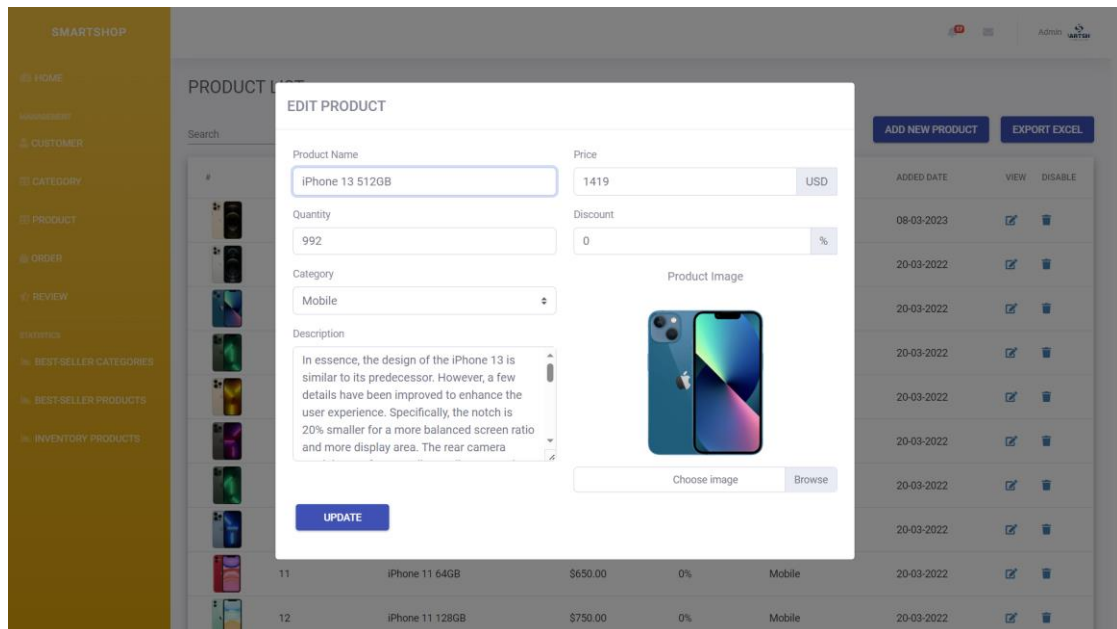 SMARTSHOP
Admin
HOME
PRODUCT
MANAGEMENT
Search
ADD NEW PRODUCT
EXPORT EXCEL
CUSTOMER
CATEGORY
PRODUCT
ORDER
REVIEW
STATISTICS
BEST-SELLER CATEGORIES
BEST-SELLER PRODUCTS
INVENTORY PRODUCTS
EDIT PRODUCT
Product Name
iPhone 13 512GB
Price
1419 USD
Quantity
992
Discount
0 %
Category
Mobile
Product Image
Description
In essence, the design of the iPhone 13 is
similar to its predecessor. However, a few
details have been improved to enhance the
user experience. Specifically, the notch is
20% smaller for a more balanced screen ratio
and more display area. The rear camera
Choose image Browse
UPDATE
# ADDED DATE VIEW DISABLE
08-03-2023
20-03-2022
20-03-2022
20-03-2022
20-03-2022
20-03-2022
20-03-2022
20-03-2022
11 iPhone 11 64GB $650.00 0% Mobile 20-03-2022
12 iPhone 11 128GB $750.00 0% Mobile 20-03-2022